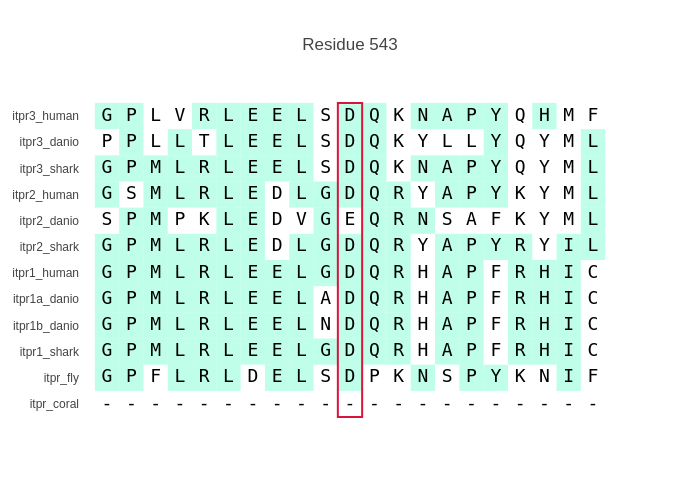 Residue 543
itpr3_human G P L V R L E E L S D Q K N A P Y Q H M F
itpr3_danio P P L L T L E E L S D Q K Y L L Y Q Y M L
itpr3_shark G P M L R L E E L S D Q K N A P Y Q Y M L
itpr2_human G S M L R L E D L G D Q R Y A P Y K Y M L
itpr2_danio S P M P K L E D V G E Q R N S A F K Y M L
itpr2_shark G P M L R L E D L G D Q R Y A P Y R Y I L
itpr1_human G P M L R L E E L G D Q R H A P F R H I C
itpr1a_danio G P M L R L E E L A D Q R H A P F R H I C
itpr1b_danio G P M L R L E E L N D Q R H A P F R H I C
itpr1_shark G P M L R L E E L G D Q R H A P F R H I C
itpr_fly G P F L R L D E L S D P K N S P Y K N I F
itpr_coral - - - - - - - - - - - - - - - - - - - - -